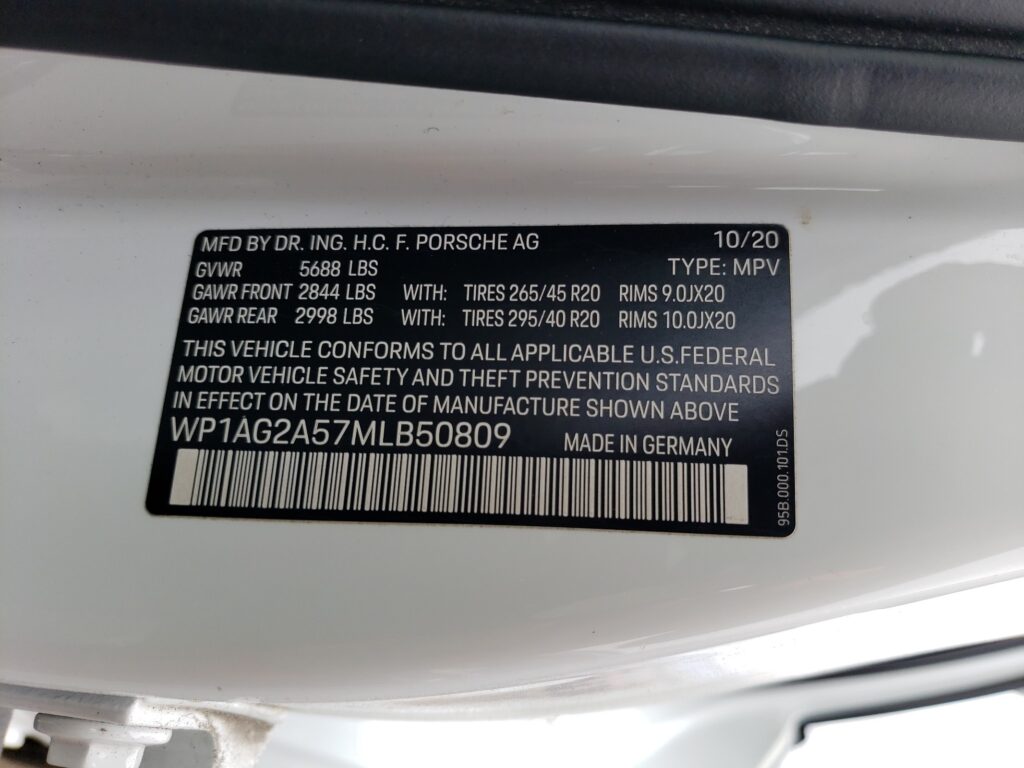 MFD BY DR. ING. H.C. F. PORSCHE AG 10/20
GVWR 5688 LBS TYPE: MPV
GAWR FRONT 2844 LBS WITH: TIRES 265/45 R20 RIMS 9.0JX20
GAWR REAR 2998 LBS WITH: TIRES 295/40 R20 RIMS 10.0JX20
THIS VEHICLE CONFORMS TO ALL APPLICABLE U.S.FEDERAL
MOTOR VEHICLE SAFETY AND THEFT PREVENTION STANDARDS
IN EFFECT ON THE DATE OF MANUFACTURE SHOWN ABOVE
WP1AG2A57MLB50809 MADE IN GERMANY
95B.000.101.DS